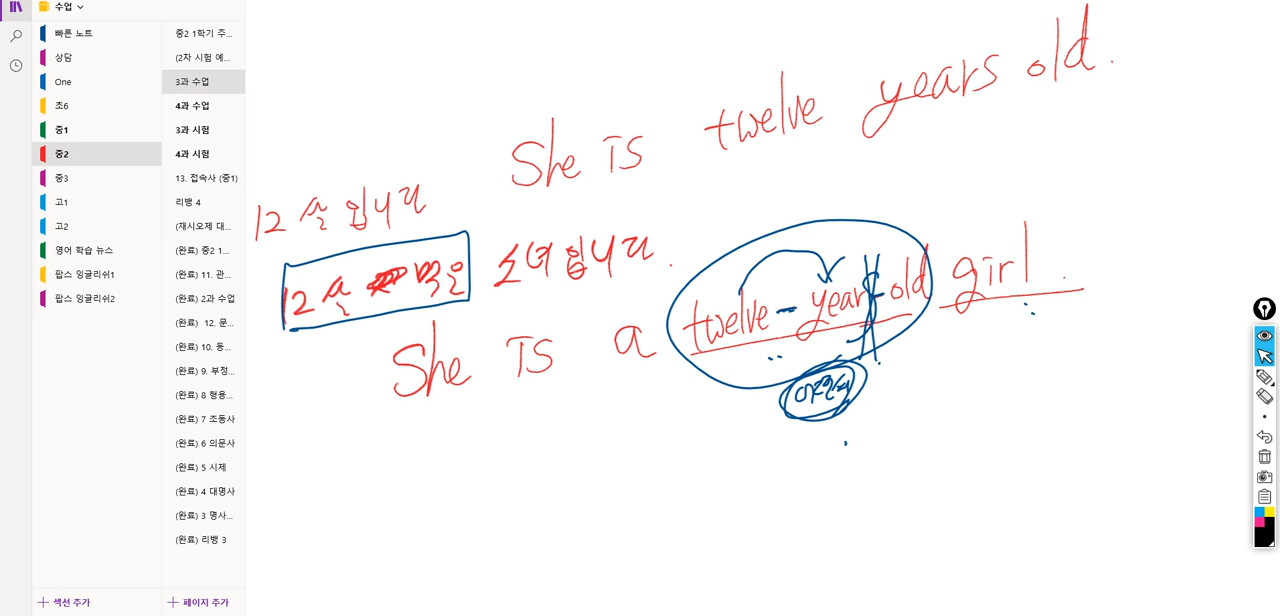 수업
빠른 노트
상담
One
초6
중1
중2
중3
고1
고2
영어 학습 뉴스
팝스 잉글리쉬1
팝스 잉글리쉬2
섹션 추가
중2 1학기 주...
(2차 시험 예...
3과 수업
4과 수업
3과 시험
4과 시험
13. 접속사 (중1)
리뱅 4
(재시오제 대...
(완료) 중2 1...
(완료) 11. 관...
(완료) 2과 수업
(완료) 12. 문...
(완료) 10. 동...
(완료) 9. 부정...
(완료) 8 형용...
(완료) 7 조동사
(완료) 6 의문사
(완료) 5 시제
(완료) 4 대명사
(완료) 3 명사...
(완료) 리뱅 3
페이지 추가
She is twelve years old.
12살 입니다
12살 먹은 소녀입니다.
She is a twelve-year-old girl.